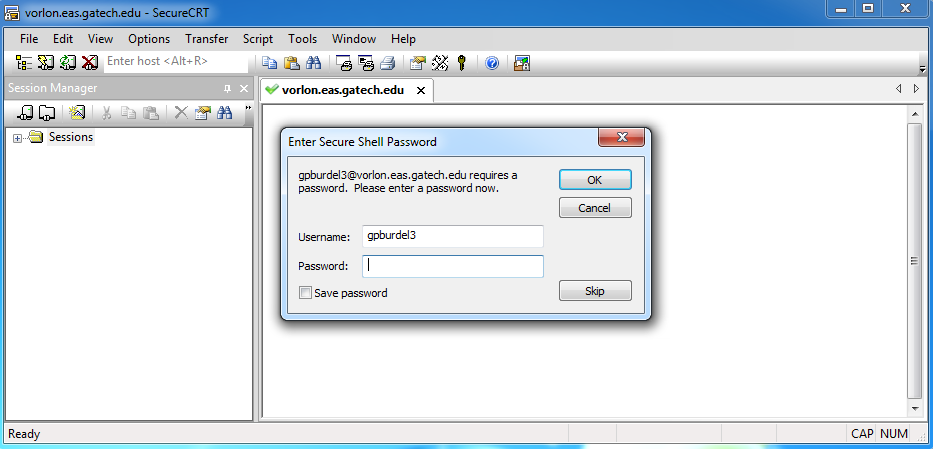 vorlon.eas.gatech.edu - SecureCRT
File Edit View Options Transfer Script Tools Window Help
Enter host <Alt+R>
Session Manager
vorlon.eas.gatech.edu
Sessions
Enter Secure Shell Password
gpburdel3@vorlon.eas.gatech.edu requires a
password. Please enter a password now.
OK
Cancel
Username: gpburdel3
Password:
Save password
Skip
Ready
CAP NUM